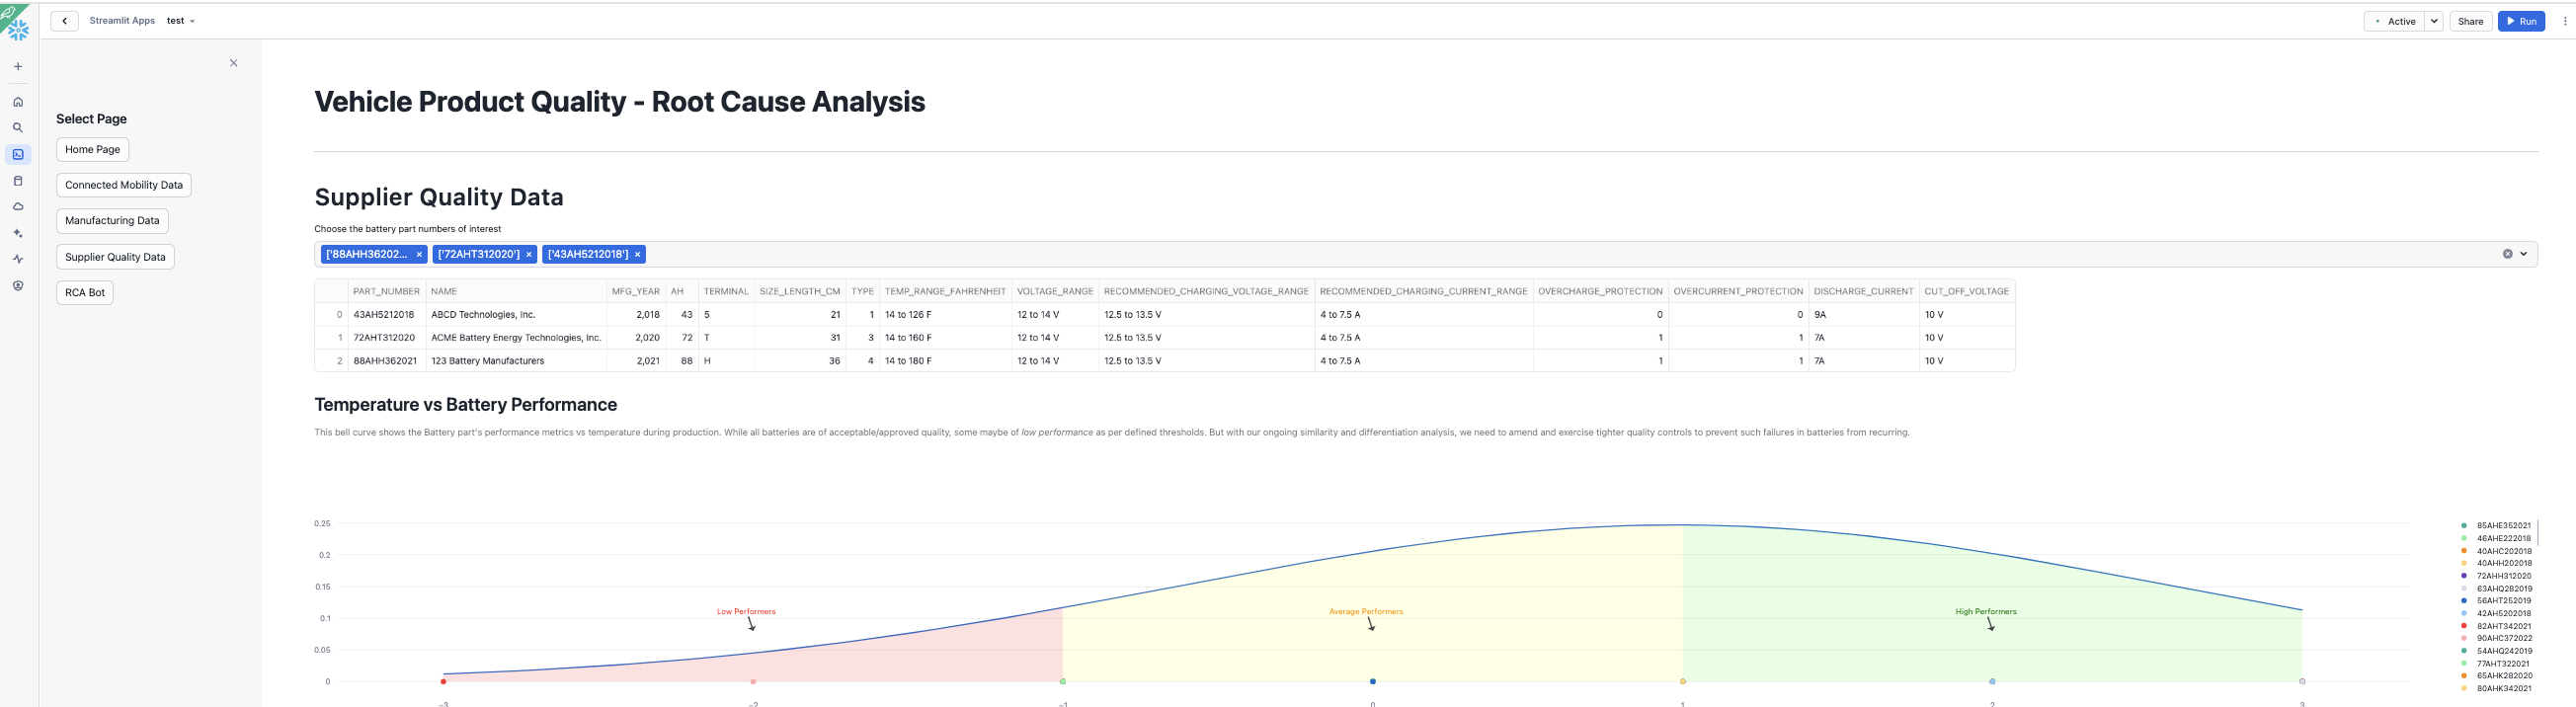 Streamlit Apps test
Active Share Run
Select Page
Home Page
Connected Mobility Data
Manufacturing Data
Supplier Quality Data
RCA Bot
Vehicle Product Quality - Root Cause Analysis
Supplier Quality Data
Choose the battery part numbers of interest
['88AHH36202... × ['72AHT312020'] × ['43AH5212018'] ×
PART_NUMBER NAME MFG_YEAR AH TERMINAL SIZE_LENGTH_CM TYPE TEMP_RANGE_FAHRENHEIT VOLTAGE_RANGE RECOMMENDED_CHARGING_VOLTAGE_RANGE RECOMMENDED_CHARGING_CURRENT_RANGE OVERCHARGE_PROTECTION OVERCURRENT_PROTECTION DISCHARGE_CURRENT CUT_OFF_VOLTAGE
0 43AH5212018 ABCD Technologies, Inc. 2,018 43 5 21 1 14 to 126 F 12 to 14 V 12.5 to 13.5 V 4 to 7.5 A 0 0 9A 10 V
1 72AHT312020 ACME Battery Energy Technologies, Inc. 2,020 72 T 31 3 14 to 160 F 12 to 14 V 12.5 to 13.5 V 4 to 7.5 A 1 1 7A 10 V
2 88AHH362021 123 Battery Manufacturers 2,021 88 H 36 4 14 to 180 F 12 to 14 V 12.5 to 13.5 V 4 to 7.5 A 1 1 7A 10 V
Temperature vs Battery Performance
This bell curve shows the Battery part's performance metrics vs temperature during production. While all batteries are of acceptable/approved quality, some maybe of low performance as per defined thresholds. But with our ongoing similarity and differentiation analysis, we need to amend and exercise tighter quality controls to prevent such failures in batteries from recurring.
0.25
0.2
0.15
0.1
0.05
0
Low Performers
Average Performers
High Performers
−3 −2 −1 0 1 2 3
85AHE352021
46AHE222018
40AHC202018
40AHH202018
72AHH312020
63AHQ282019
56AHT252019
42AH5202018
82AHT342021
90AHC372022
54AHQ242019
77AHT322021
65AHK282020
80AHK342021